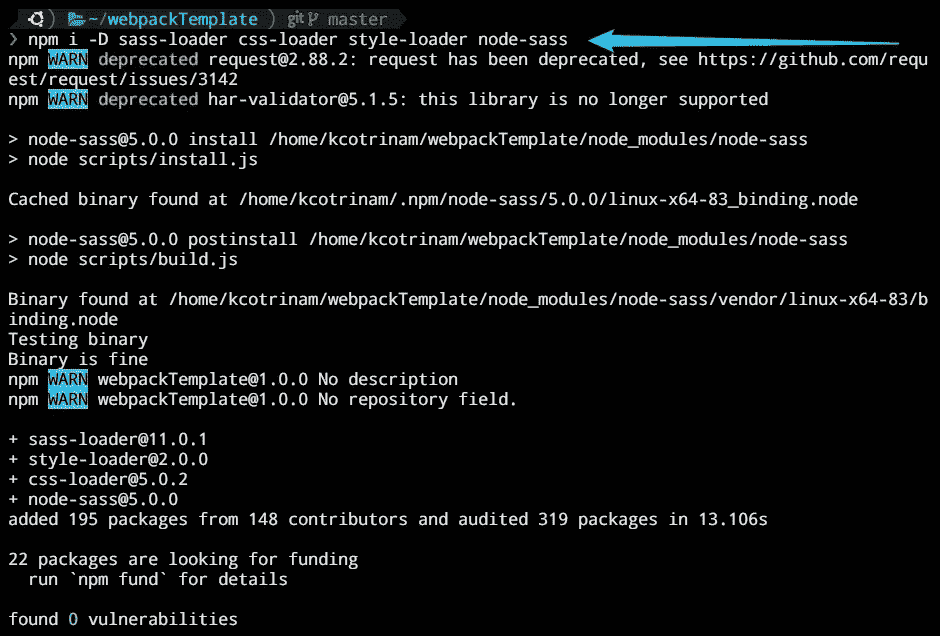 ~/webpackTemplate ) git master
❯ npm i -D sass-loader css-loader style-loader node-sass
npm WARN deprecated request@2.88.2: request has been deprecated, see https://github.com/requ
est/request/issues/3142
npm WARN deprecated har-validator@5.1.5: this library is no longer supported
> node-sass@5.0.0 install /home/kcotrinam/webpackTemplate/node_modules/node-sass
> node scripts/install.js
Cached binary found at /home/kcotrinam/.npm/node-sass/5.0.0/linux-x64-83_binding.node
> node-sass@5.0.0 postinstall /home/kcotrinam/webpackTemplate/node_modules/node-sass
> node scripts/build.js
Binary found at /home/kcotrinam/webpackTemplate/node_modules/node-sass/vendor/linux-x64-83/b
inding.node
Testing binary
Binary is fine
npm WARN webpackTemplate@1.0.0 No description
npm WARN webpackTemplate@1.0.0 No repository field.
+ sass-loader@11.0.1
+ style-loader@2.0.0
+ css-loader@5.0.2
+ node-sass@5.0.0
added 195 packages from 148 contributors and audited 319 packages in 13.106s
22 packages are looking for funding
run `npm fund` for details
found 0 vulnerabilities